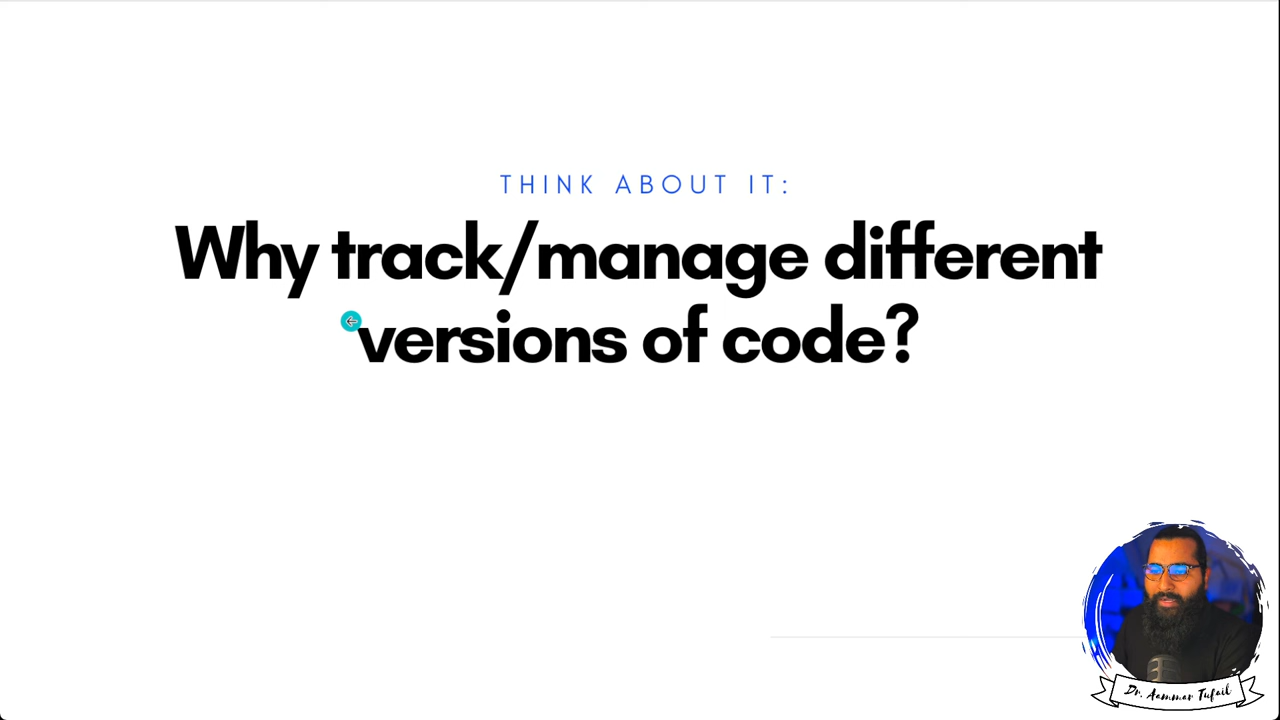 THINK ABOUT IT:
Why track/manage different
versions of code?
Dr. Aammar Tufail